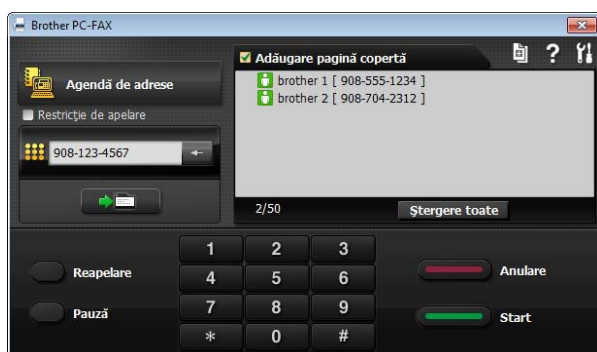 Brother PC-FAX
Agendă de adrese
Restricţie de apelare
908-123-4567
Adăugare pagină copertă
?
brother 1 [ 908-555-1234 ]
brother 2 [ 908-704-2312 ]
2/50
Ştergere toate
Reapelare
Pauză
1 2 3
4 5 6
7 8 9
* 0 #
Anulare
Start